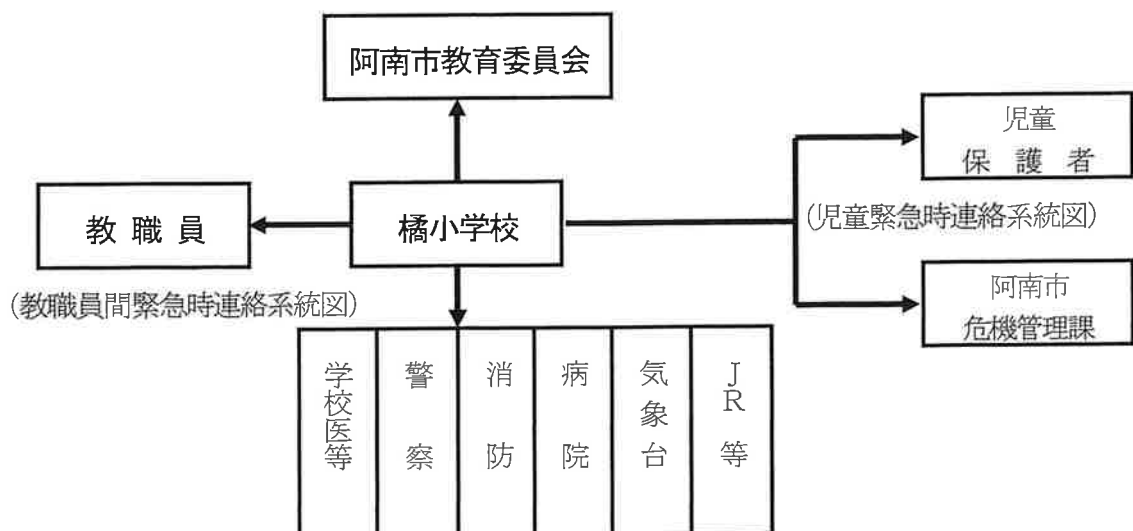 阿南市教育委員会
児童
保 護 者
教 職 員
橘小学校
(児童緊急時連絡系統図)
(教職員間緊急時連絡系統図)
阿南市
危機管理課
学校医等
警察
消防
病院
気象台
JR等